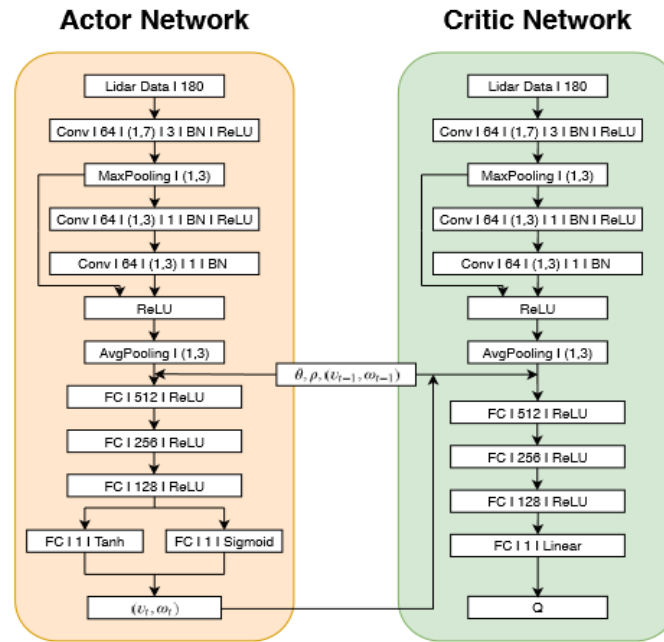 Actor Network
Lidar Data | 180
Conv | 64 | (1,7) | 3 | BN | ReLU
MaxPooling | (1,3)
Conv | 64 | (1,3) | 1 | BN | ReLU
Conv | 64 | (1,3) | 1 | BN
ReLU
AvgPooling | (1,3)
FC | 512 | ReLU
FC | 256 | ReLU
FC | 128 | ReLU
FC | 1 | Tanh
FC | 1 | Sigmoid
(υₜ, ωₜ)
θ, ρ, (υₜ₋₁, ωₜ₋₁)
Critic Network
Lidar Data | 180
Conv | 64 | (1,7) | 3 | BN | ReLU
MaxPooling | (1,3)
Conv | 64 | (1,3) | 1 | BN | ReLU
Conv | 64 | (1,3) | 1 | BN
ReLU
AvgPooling | (1,3)
FC | 512 | ReLU
FC | 256 | ReLU
FC | 128 | ReLU
FC | 1 | Linear
Q